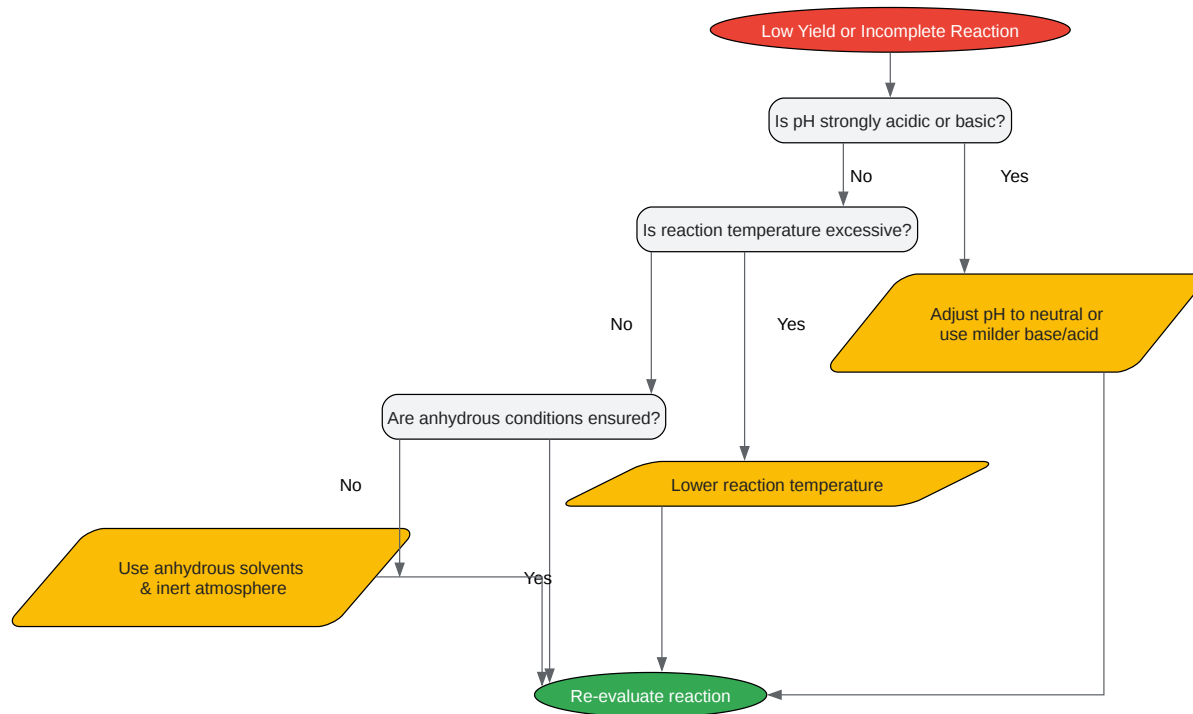 Low Yield or Incomplete Reaction
Is pH strongly acidic or basic?
No
Yes
Is reaction temperature excessive?
Adjust pH to neutral or
use milder base/acid
No
Yes
Are anhydrous conditions ensured?
Lower reaction temperature
No
Use anhydrous solvents
& inert atmosphere
Yes
Re-evaluate reaction